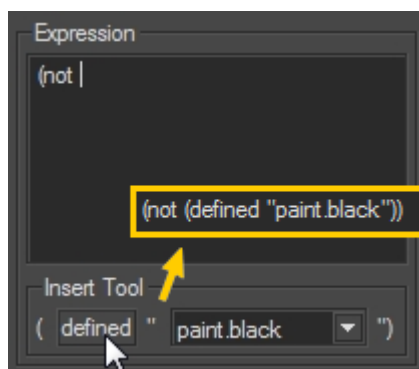 Expression
(not
(not (defined "paint.black"))
Insert Tool
( defined " paint.black ")